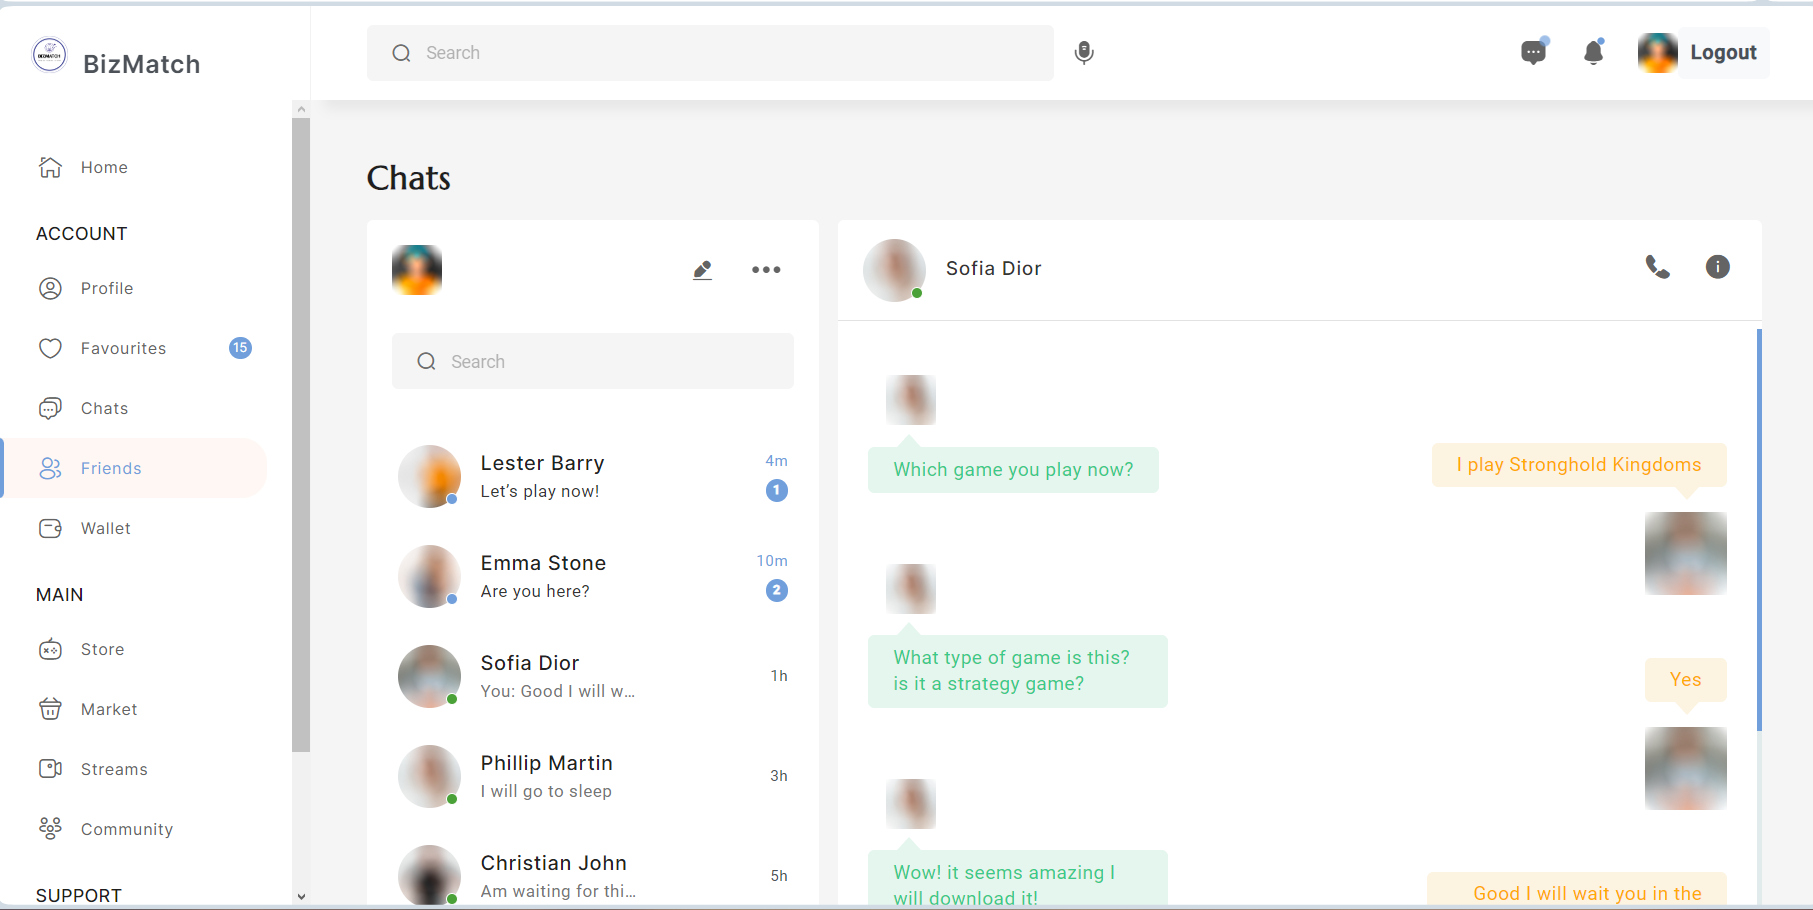 BizMatch
Search
Logout
Home
ACCOUNT
Profile
Favourites 15
Chats
Friends
Wallet
MAIN
Store
Market
Streams
Community
SUPPORT
Chats
Search
Lester Barry 4m
Let’s play now! 1
Emma Stone 10m
Are you here? 2
Sofia Dior 1h
You: Good I will w...
Phillip Martin 3h
I will go to sleep
Christian John 5h
Am waiting for thi...
Sofia Dior
Which game you play now?
I play Stronghold Kingdoms
What type of game is this?
is it a strategy game?
Yes
Wow! it seems amazing I
will download it!
Good I will wait you in the